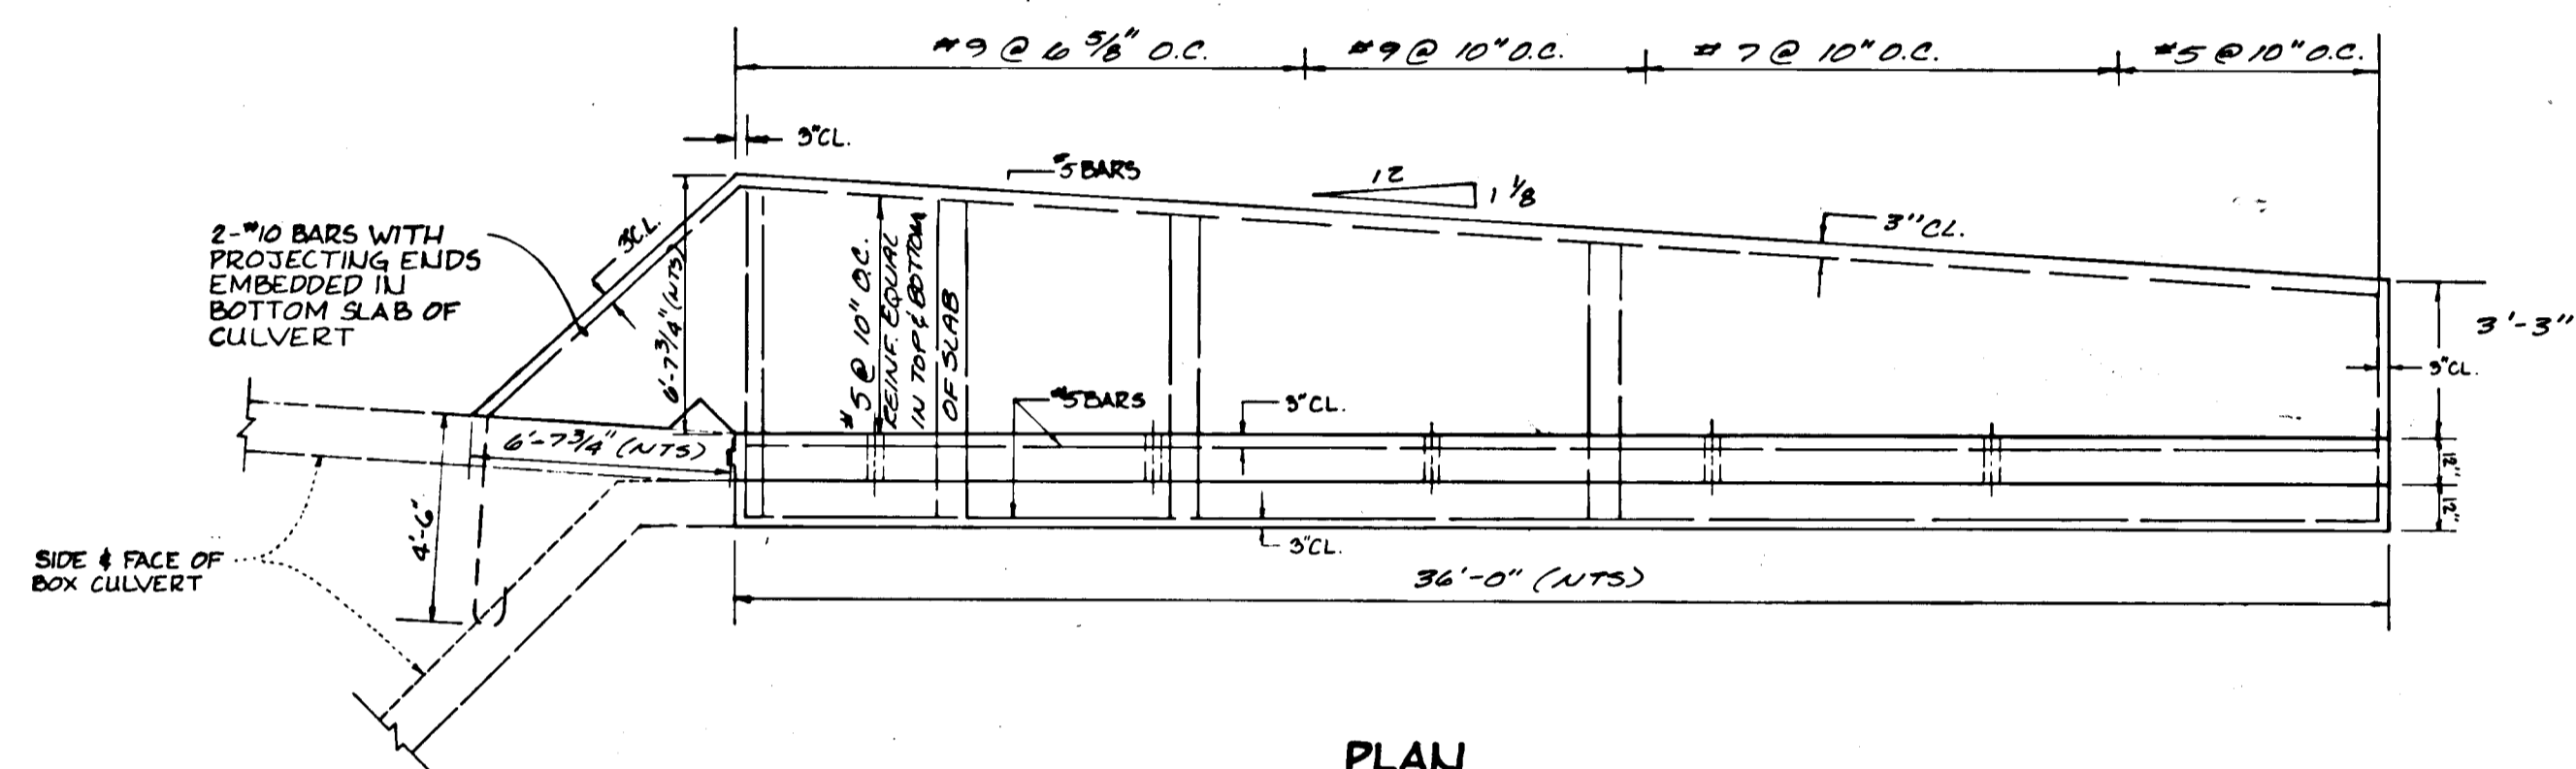 #9 @ 6 5/8" O.C.
#9 @ 10" O.C.
#7 @ 10" O.C.
#5 @ 10" O.C.
3" CL.
#5 BARS
12
1 1/8
3" CL.
2-#10 BARS WITH
PROJECTING ENDS
EMBEDDED IN
BOTTOM SLAB OF
CULVERT
3 C.L.
6'-7 3/4" (NTS)
#5 @ 10" O.C.
REINF. EQUAL
IN TOP & BOTTOM
OF SLAB
3'-3"
3" CL.
#5 BARS
3" CL.
6'-7 3/4" (NTS)
12"
12"
4'-6"
3" CL.
SIDE & FACE OF
BOX CULVERT
36'-0" (NTS)
PLAN